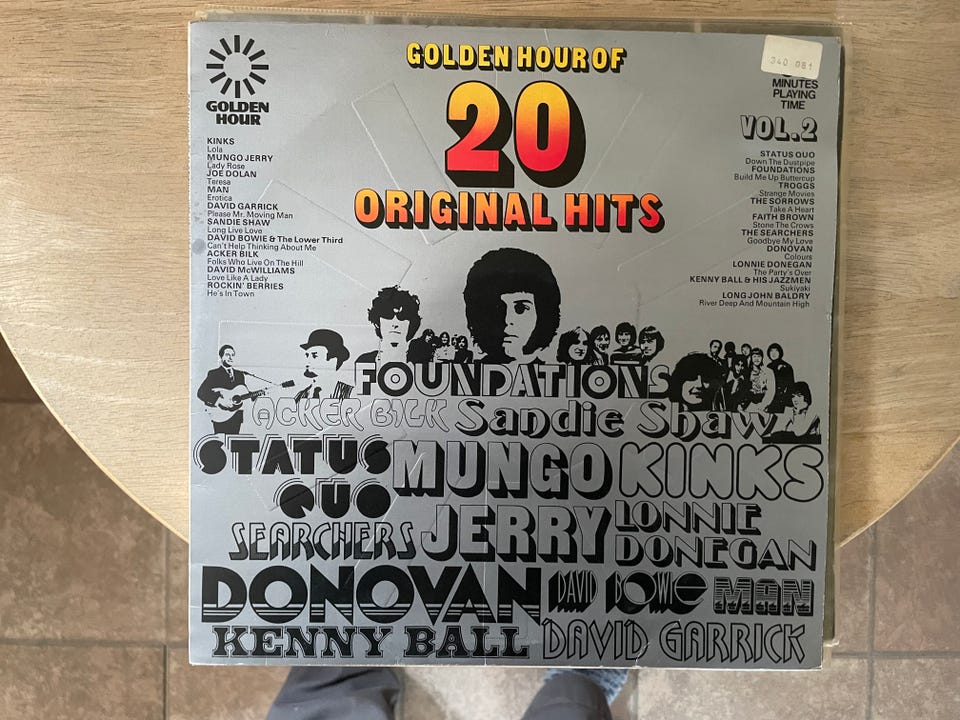 GOLDEN HOUR OF
20
ORIGINAL HITS
GOLDEN
HOUR
KINKS
Lola
MUNGO JERRY
Lady Rose
JOE DOLAN
Teresa
MAN
Erotica
DAVID GARRICK
Please Mr. Moving Man
SANDIE SHAW
Long Live Love
DAVID BOWIE & The Lower Third
Can't Help Thinking About Me
ACKER BILK
Folks Who Live On The Hill
DAVID McWILLIAMS
Love Like A Lady
ROCKIN' BERRIES
He's In Town
340 081
MINUTES
PLAYING
TIME
VOL.2
STATUS QUO
Down The Dustpipe
FOUNDATIONS
Build Me Up Buttercup
TROGGS
Strange Movies
THE SORROWS
Take A Heart
FAITH BROWN
Stone The Crows
THE SEARCHERS
Goodbye My Love
DONOVAN
Colours
LONNIE DONEGAN
The Party's Over
KENNY BALL & HIS JAZZMEN
Sukiyaki
LONG JOHN BALDRY
River Deep And Mountain High
FOUNDATIONS
ACKER BILK Sandie Shaw
STATUS QUO
MUNGO JERRY
KINKS
SEARCHERS
LONNIE DONEGAN
DONOVAN DAVID BOWIE MAN
KENNY BALL DAVID GARRICK